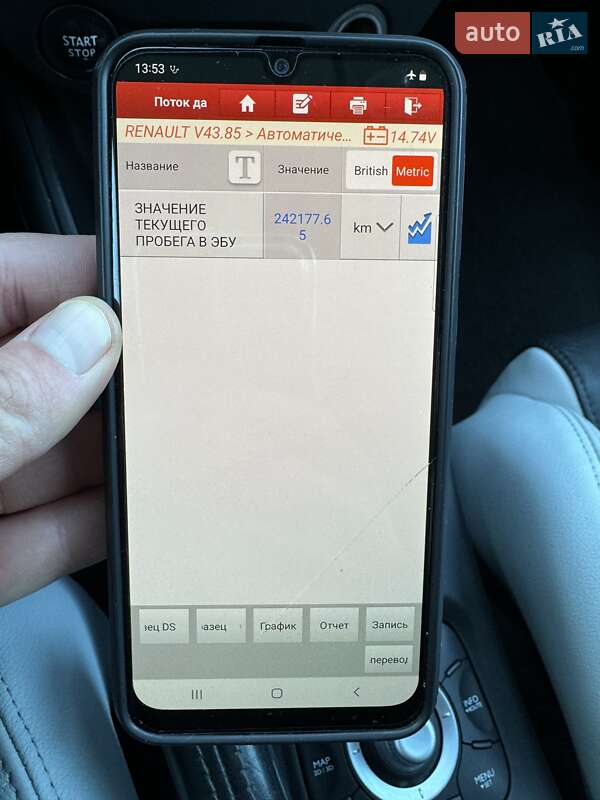 START
STOP
auto RIA
.com
13:53
Поток да
RENAULT V43.85 > Автоматиче... 14.74V
Название T Значение British Metric
ЗНАЧЕНИЕ
ТЕКУЩЕГО
ПРОБЕГА В ЭБУ
242177.6
5
km
зец DS азец График Отчет Запись
перевод
INFO
ROUTE
MAP
2D/3D
MENU
SET